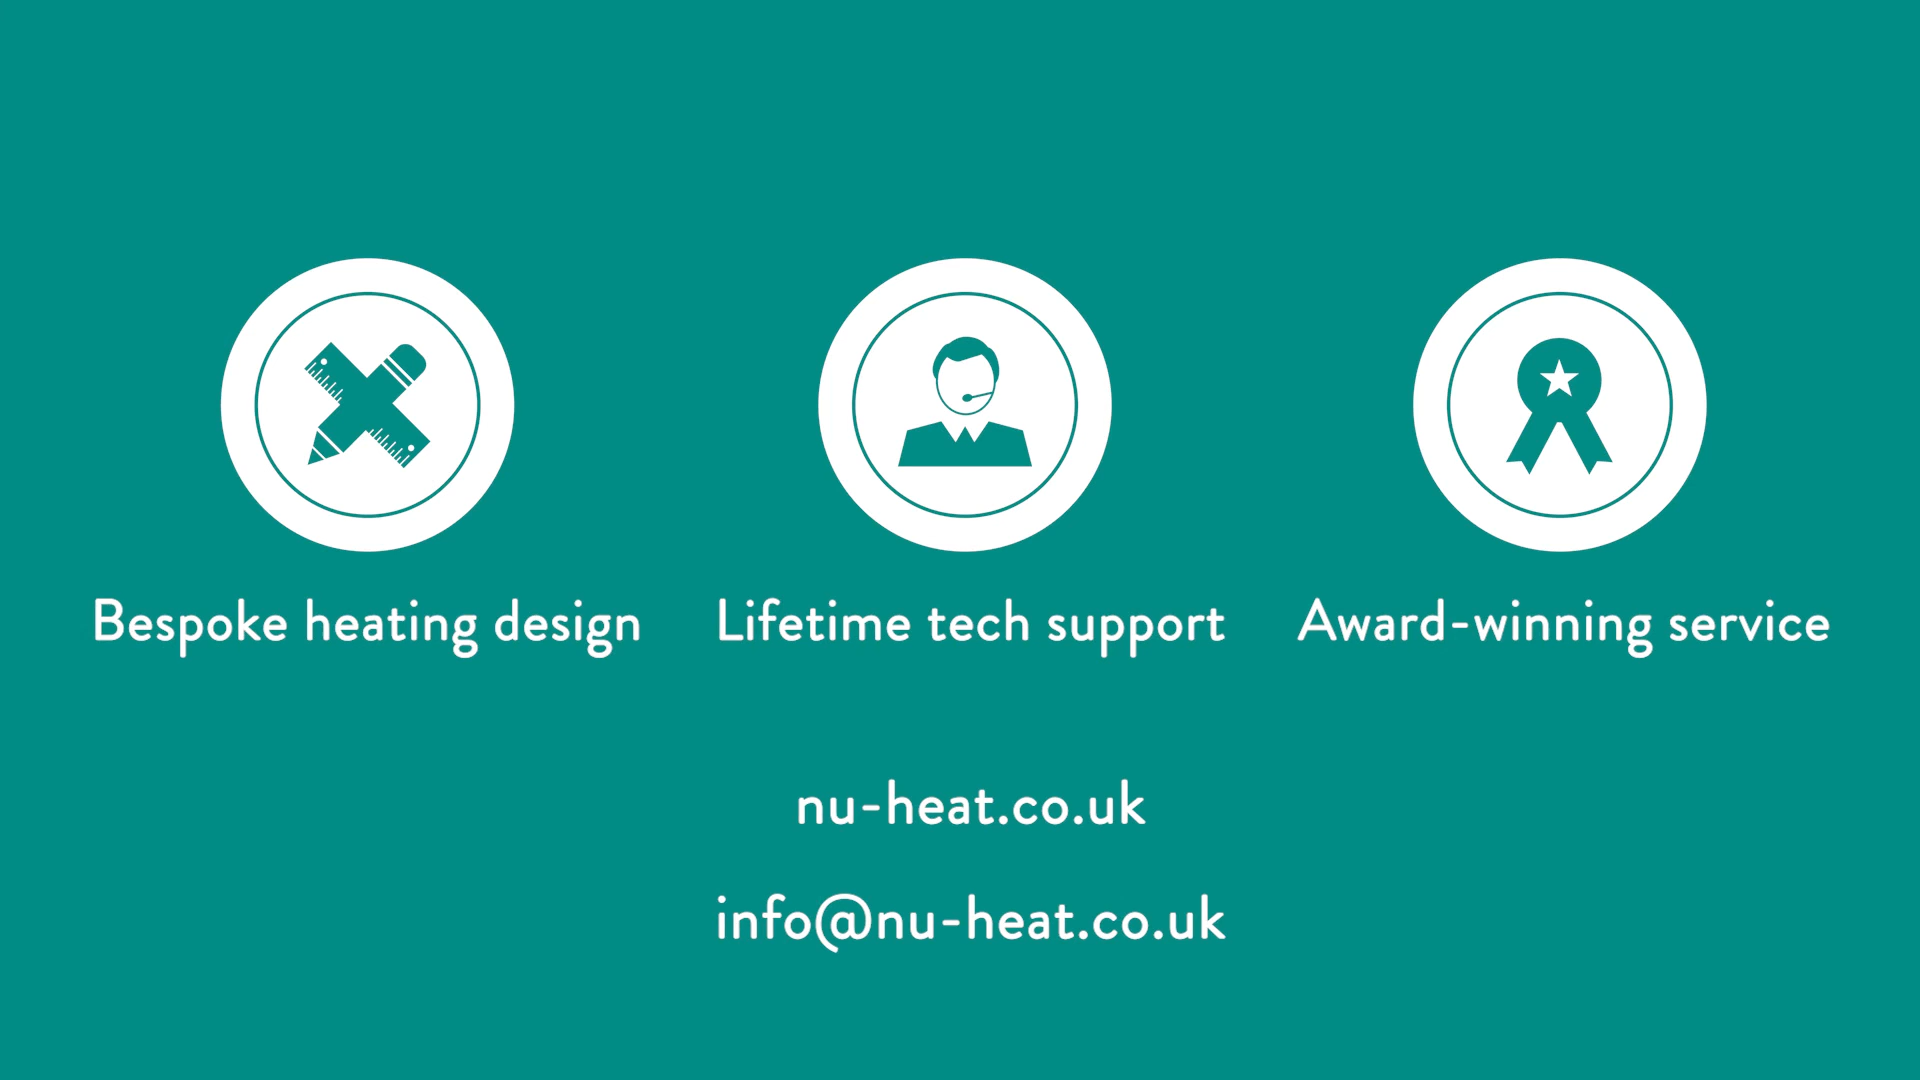 Bespoke heating design
Lifetime tech support
Award-winning service
nu-heat.co.uk
info@nu-heat.co.uk